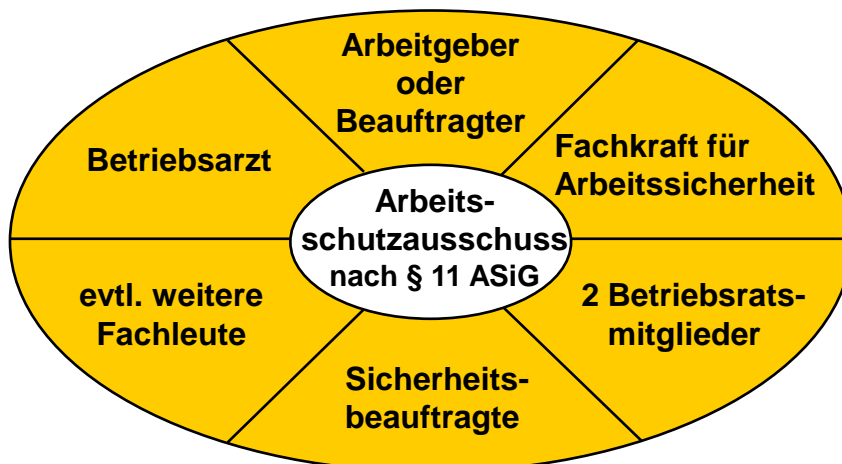 Arbeitgeber
oder
Beauftragter
Fachkraft für
Arbeitssicherheit
2 Betriebsrats-
mitglieder
Sicherheits-
beauftragte
evtl. weitere
Fachleute
Betriebsarzt
Arbeits-
schutzausschuss
nach § 11 ASiG